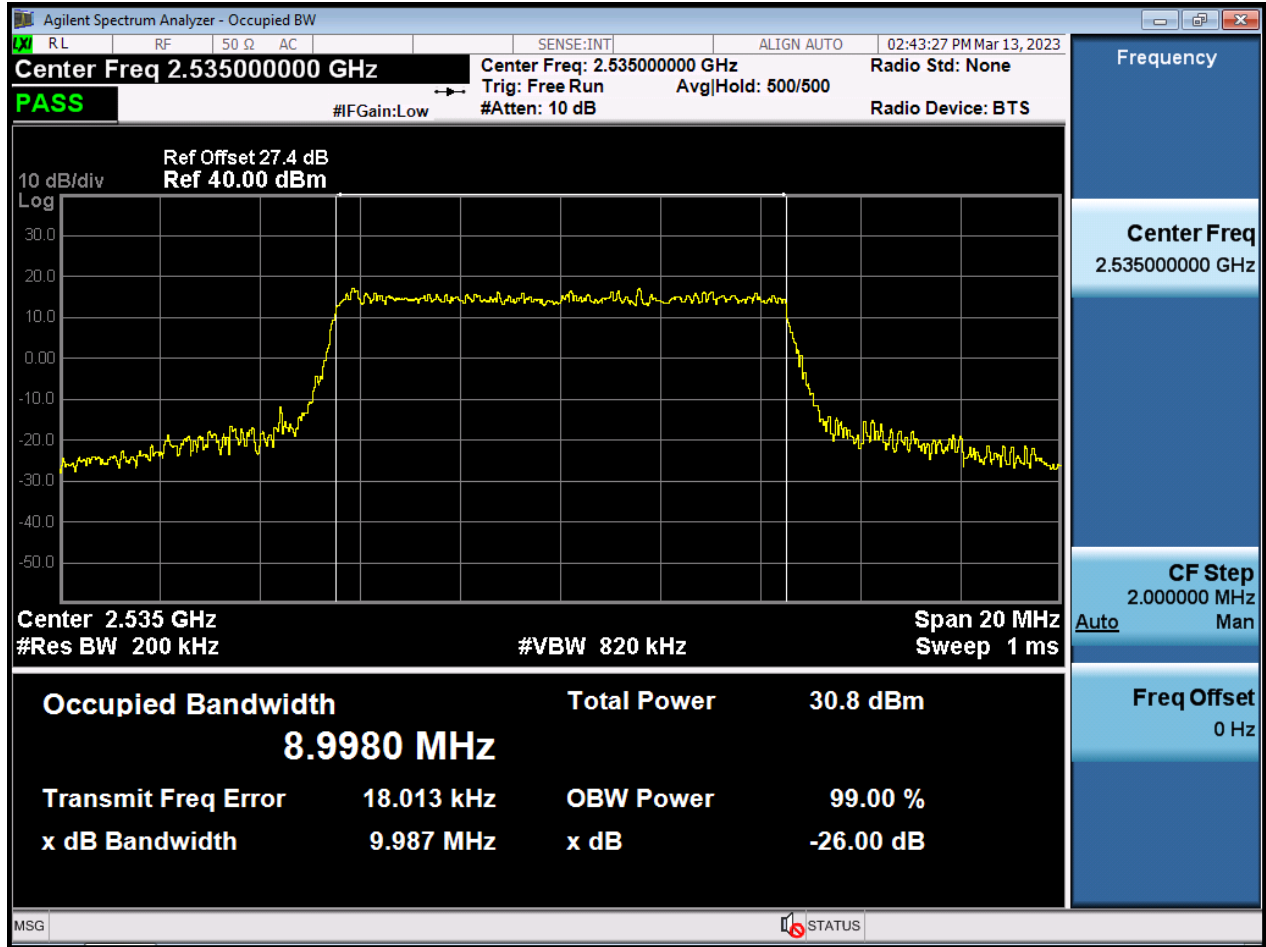 Agilent Spectrum Analyzer - Occupied BW
LXI RL RF 50 Ω AC SENSE:INT ALIGN AUTO 02:43:27 PM Mar 13, 2023
Center Freq 2.535000000 GHz
Center Freq: 2.535000000 GHz
Radio Std: None
Trig: Free Run Avg|Hold: 500/500
PASS
#IFGain:Low
#Atten: 10 dB
Radio Device: BTS
Ref Offset 27.4 dB
10 dB/div Ref 40.00 dBm
Log
30.0
20.0
10.0
0.00
-10.0
-20.0
-30.0
-40.0
-50.0
Center 2.535 GHz Span 20 MHz
#Res BW 200 kHz #VBW 820 kHz Sweep 1 ms
Occupied Bandwidth Total Power 30.8 dBm
8.9980 MHz
Transmit Freq Error 18.013 kHz OBW Power 99.00 %
x dB Bandwidth 9.987 MHz x dB -26.00 dB
MSG STATUS
Frequency
Center Freq
2.535000000 GHz
CF Step
2.000000 MHz
Auto Man
Freq Offset
0 Hz